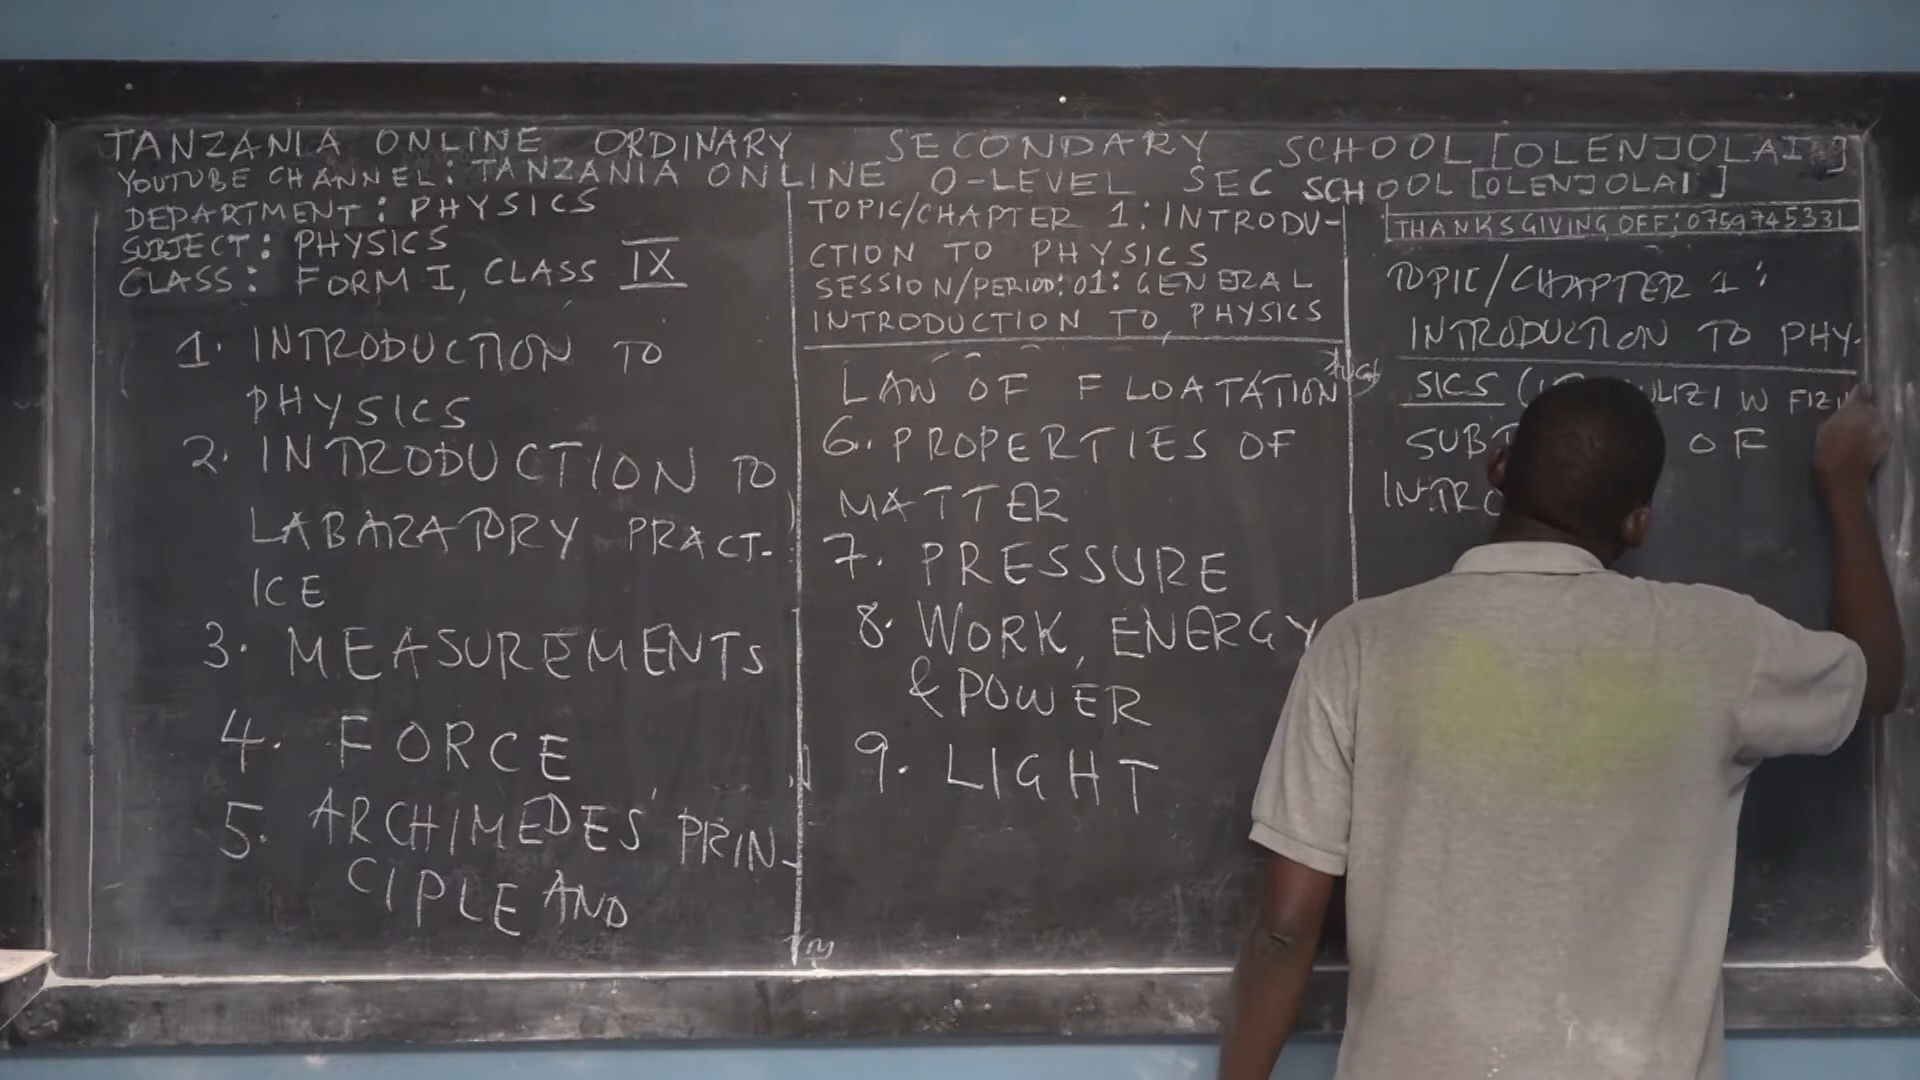 TANZANIA ONLINE ORDINARY SECONDARY SCHOOL [OLENJOLAI]
YOUTUBE CHANNEL: TANZANIA ONLINE O-LEVEL SEC SCHOOL [OLENJOLAI]
DEPARTMENT: PHYSICS
SUBJECT: PHYSICS
CLASS: FORM I, CLASS IX
1. INTRODUCTION TO
PHYSICS
2. INTRODUCTION TO
LABARATORY PRACT-
ICE
3. MEASUREMENTS
4. FORCE
5. ARCHIMEDES' PRIN-
CIPLE AND
TOPIC/CHAPTER 1: INTRODU-
CTION TO PHYSICS
SESSION/PERIOD: 01: GENERAL
INTRODUCTION TO PHYSICS
LAW OF FLOATATION
6. PROPERTIES OF
MATTER
7. PRESSURE
8. WORK, ENERGY
& POWER
9. LIGHT
THANKSGIVING OFF: 0759745331
TOPIC/CHAPTER 1:
INTRODUCTION TO PHY-
SICS
OF